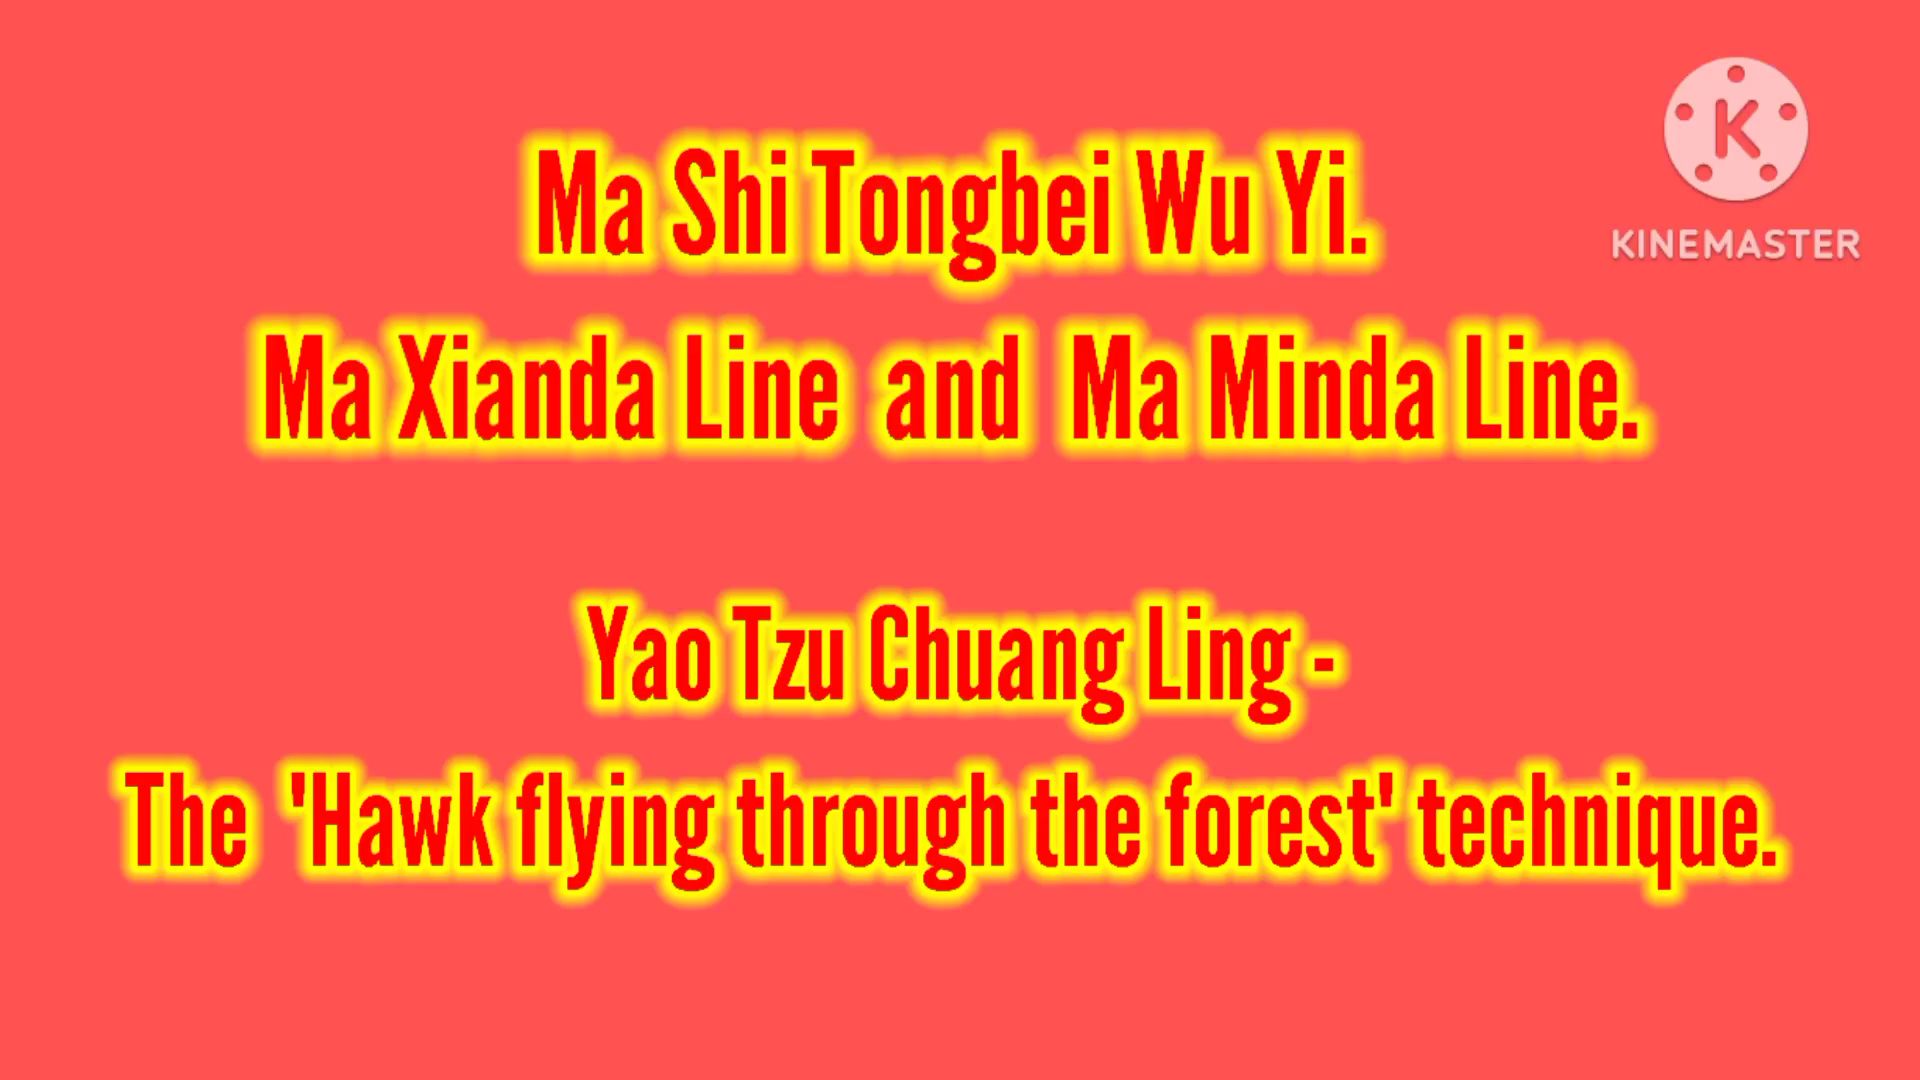 Ma Shi Tongbei Wu Yi.
Ma Xianda Line and Ma Minda Line.
Yao Tzu Chuang Ling -
The 'Hawk flying through the forest' technique.
K
KINEMASTER